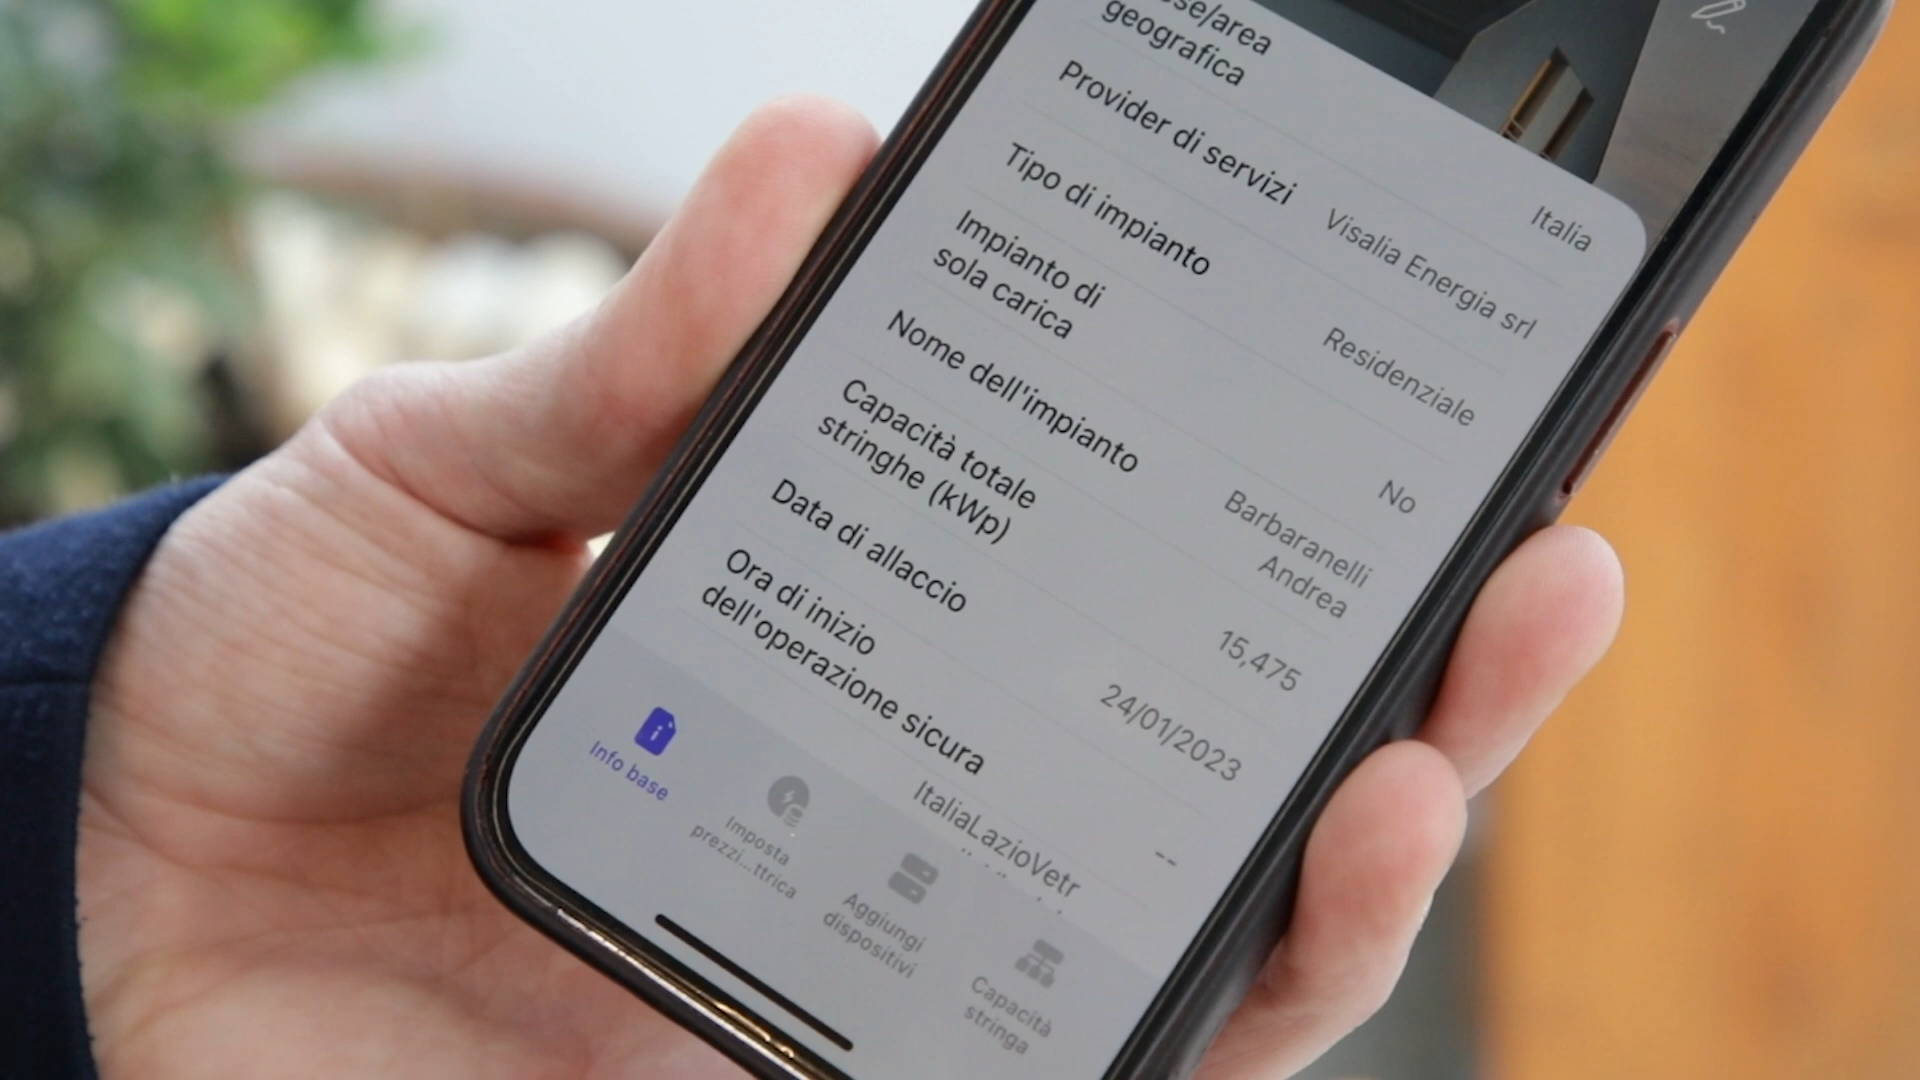 se/area
geografica
Italia
Provider di servizi
Visalia Energia srl
Tipo di impianto
Residenziale
Impianto di
sola carica
No
Nome dell'impianto
Barbaranelli
Andrea
Capacità totale
stringhe (kWp)
15,475
Data di allaccio
24/01/2023
Ora di inizio
dell'operazione sicura
--
ItaliaLazioVetr
Info base
Imposta
prezzi...ttrica
Aggiungi
dispositivi
Capacità
stringa